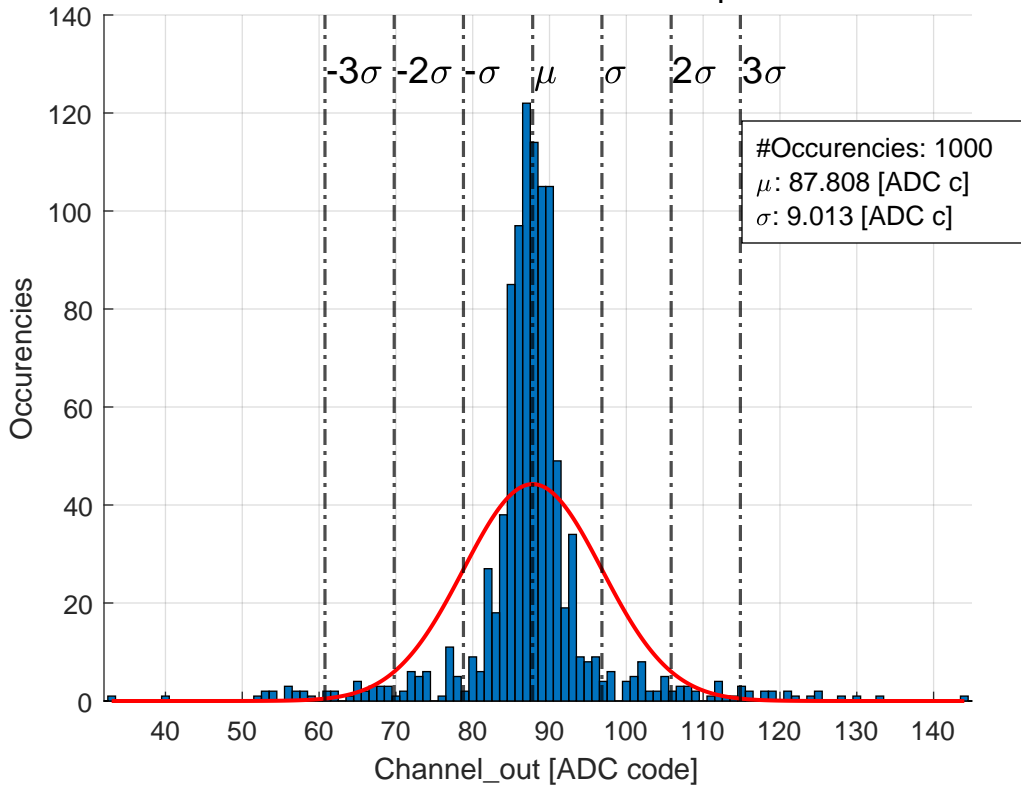 140
120
100
80
60
40
20
0
-3σ -2σ -σ μ σ 2σ 3σ
#Occurencies: 1000
μ: 87.808 [ADC c]
σ: 9.013 [ADC c]
Occurencies
40 50 60 70 80 90 100 110 120 130 140
Channel_out [ADC code]